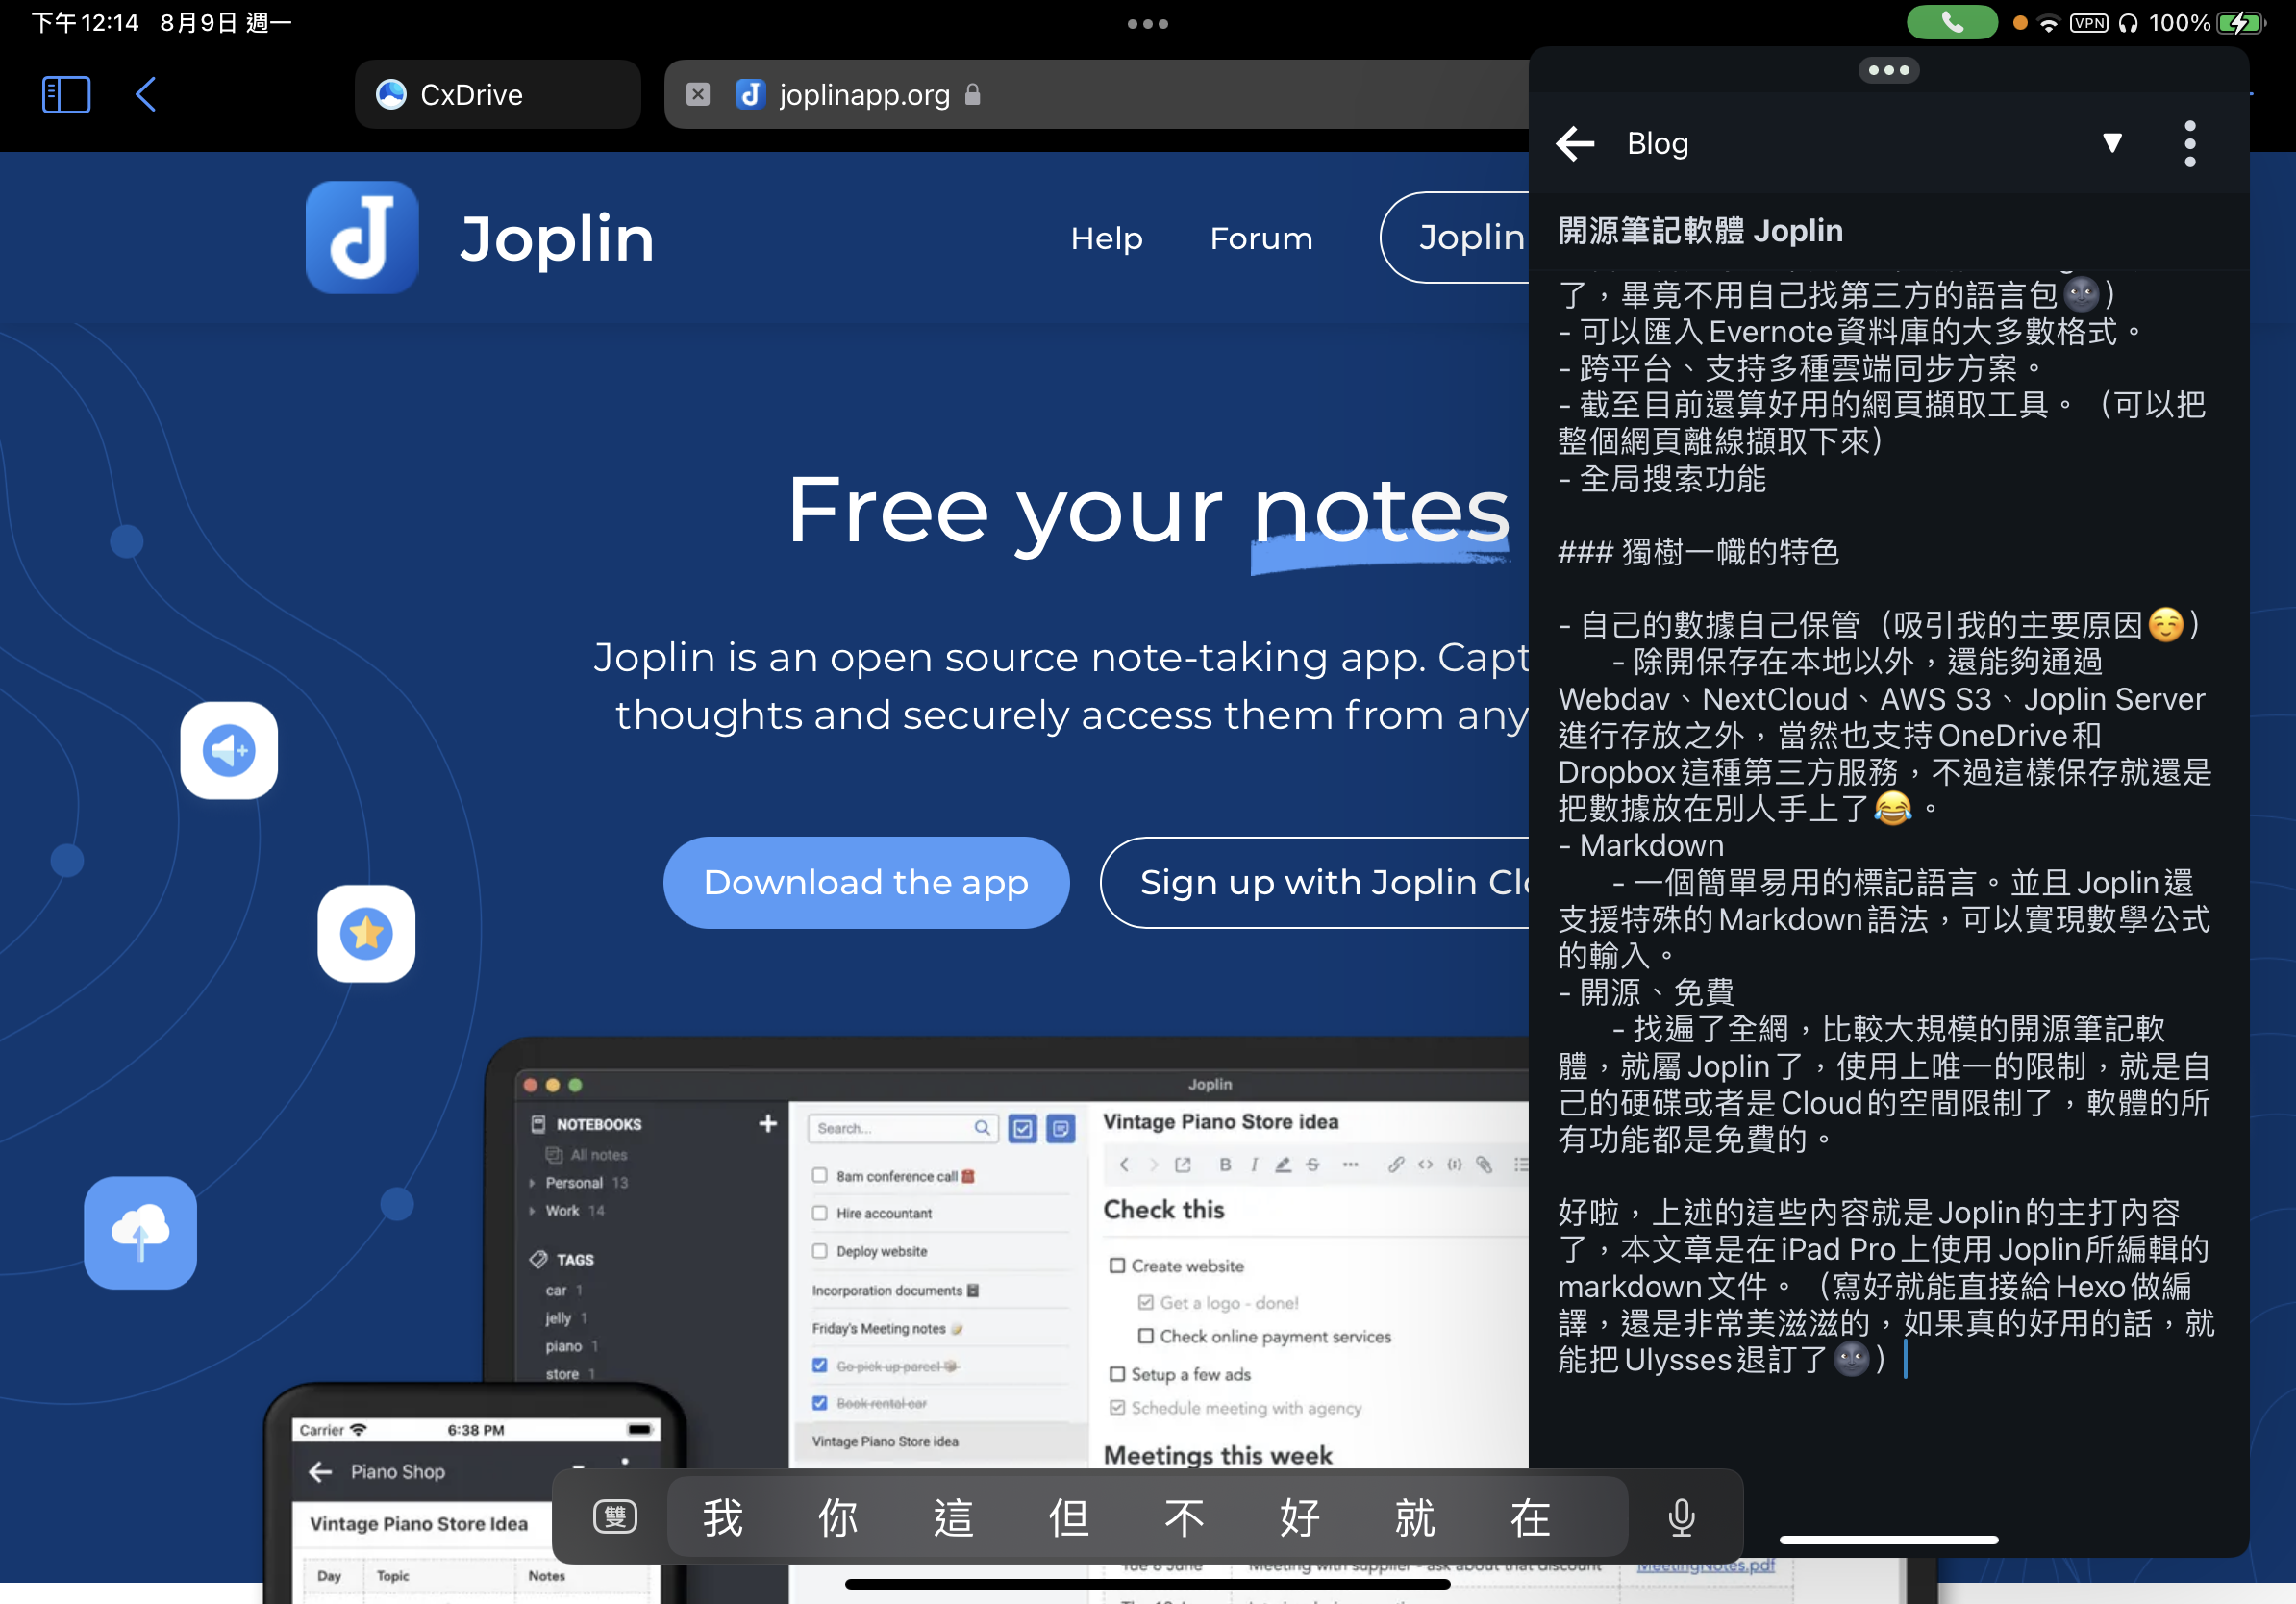 下午12:14 8月9日 週一
VPN 100%
CxDrive
joplinapp.org
Joplin
Help
Forum
Joplin
Free your notes
Joplin is an open source note-taking app. Capt
thoughts and securely access them from any
Download the app
Sign up with Joplin Clo
Joplin
NOTEBOOKS
All notes
Personal 13
Work 14
TAGS
car 1
jelly 1
piano 1
store 1
Search...
8am conference call
Hire accountant
Deploy website
Incorporation documents
Friday's Meeting notes
Go pick up parcel
Book rental car
Vintage Piano Store idea
Vintage Piano Store idea
B I S
Check this
Create website
Get a logo - done!
Check online payment services
Setup a few ads
Schedule meeting with agency
Meetings this week
Tue 8 June Meeting with supplier - ask about that discount MeetingNotes.pdf
Carrier 6:38 PM
Piano Shop
Vintage Piano Store Idea
Day Topic Notes
雙 我 你 這 但 不 好 就 在
Blog
開源筆記軟體 Joplin
了，畢竟不用自己找第三方的語言包🌚）
- 可以匯入Evernote資料庫的大多數格式。
- 跨平台、支持多種雲端同步方案。
- 截至目前還算好用的網頁擷取工具。（可以把
整個網頁離線擷取下來）
- 全局搜索功能
### 獨樹一幟的特色
- 自己的數據自己保管（吸引我的主要原因☺️）
- 除開保存在本地以外，還能夠通過
Webdav、NextCloud、AWS S3、Joplin Server
進行存放之外，當然也支持OneDrive和
Dropbox這種第三方服務，不過這樣保存就還是
把數據放在別人手上了😂。
- Markdown
- 一個簡單易用的標記語言。並且Joplin還
支援特殊的Markdown語法，可以實現數學公式
的輸入。
- 開源、免費
- 找遍了全網，比較大規模的開源筆記軟
體，就屬Joplin了，使用上唯一的限制，就是自
己的硬碟或者是Cloud的空間限制了，軟體的所
有功能都是免費的。
好啦，上述的這些內容就是Joplin的主打內容
了，本文章是在iPad Pro上使用Joplin所編輯的
markdown文件。（寫好就能直接給Hexo做編
譯，還是非常美滋滋的，如果真的好用的話，就
能把Ulysses退訂了🌚）